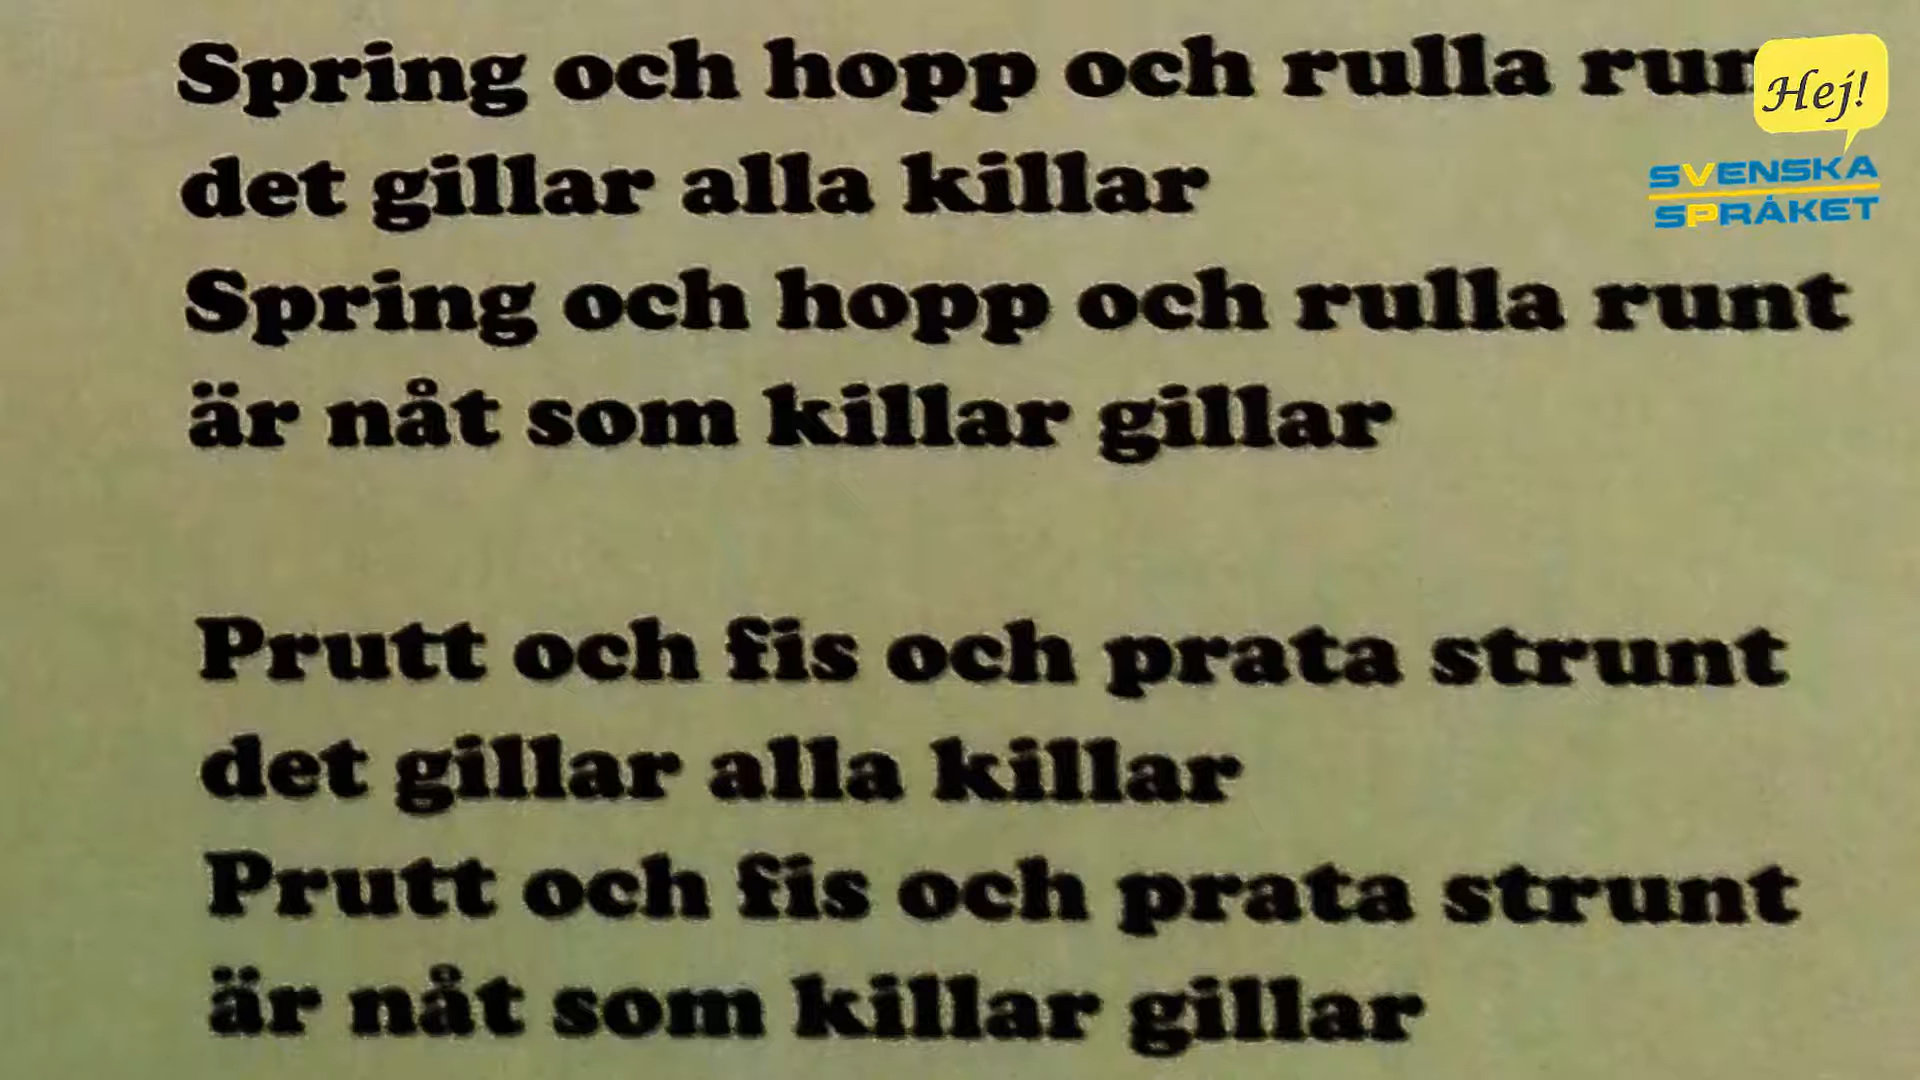 Spring och hopp och rulla run
Hej!
det gillar alla killar
SVENSKA
SPRÅKET
Spring och hopp och rulla runt
är nåt som killar gillar
Prutt och fis och prata strunt
det gillar alla killar
Prutt och fis och prata strunt
är nåt som killar gillar